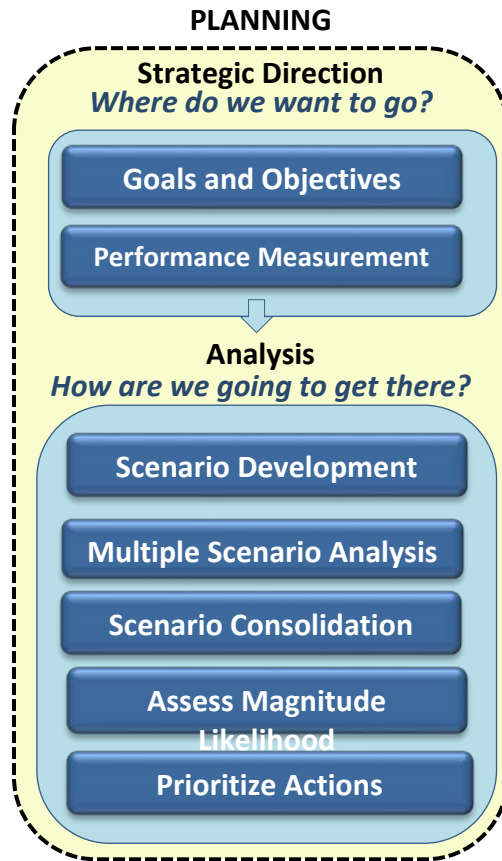 PLANNING
Strategic Direction
Where do we want to go?
Goals and Objectives
Performance Measurement
Analysis
How are we going to get there?
Scenario Development
Multiple Scenario Analysis
Scenario Consolidation
Assess Magnitude
Likelihood
Prioritize Actions